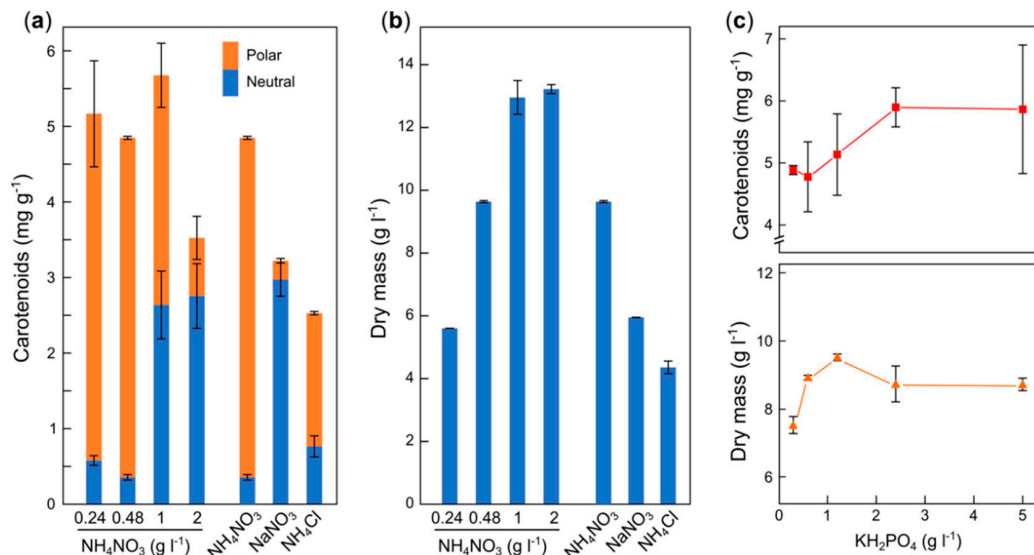 (a)
Carotenoids (mg g⁻¹)
6
5
4
3
2
1
0
Polar
Neutral
0.24 0.48 1 2
NH₄NO₃ (g l⁻¹)
NH₄NO₃
NaNO₃
NH₄Cl
(b)
Dry mass (g l⁻¹)
14
12
10
8
6
4
2
0
0.24 0.48 1 2
NH₄NO₃ (g l⁻¹)
NH₄NO₃
NaNO₃
NH₄Cl
(c)
Carotenoids (mg g⁻¹)
7
6
5
4
Dry mass (g l⁻¹)
12
10
8
6
0 1 2 3 4 5
KH₂PO₄ (g l⁻¹)